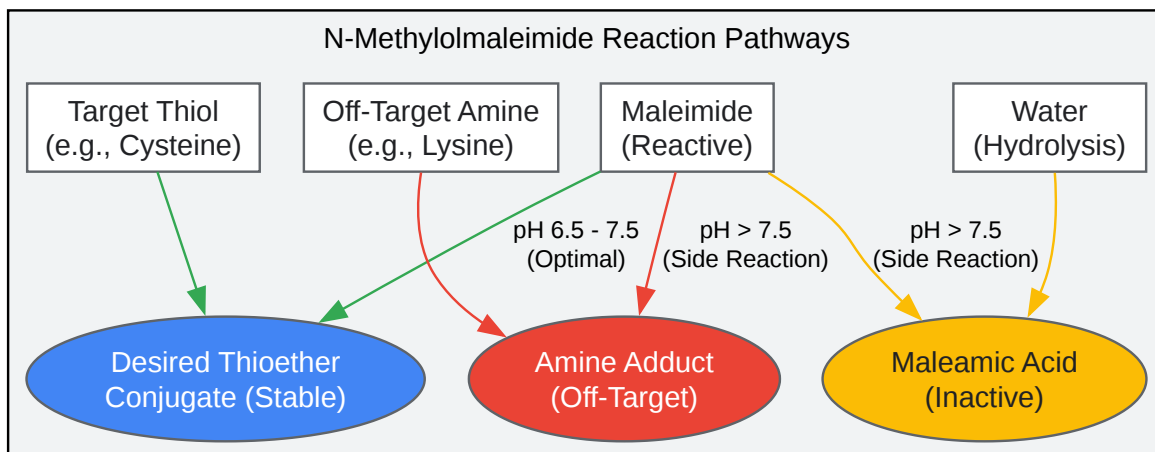 N-Methylolmaleimide Reaction Pathways
Target Thiol
(e.g., Cysteine)
Off-Target Amine
(e.g., Lysine)
Maleimide
(Reactive)
Water
(Hydrolysis)
pH 6.5 - 7.5
(Optimal)
pH > 7.5
(Side Reaction)
pH > 7.5
(Side Reaction)
Desired Thioether
Conjugate (Stable)
Amine Adduct
(Off-Target)
Maleamic Acid
(Inactive)